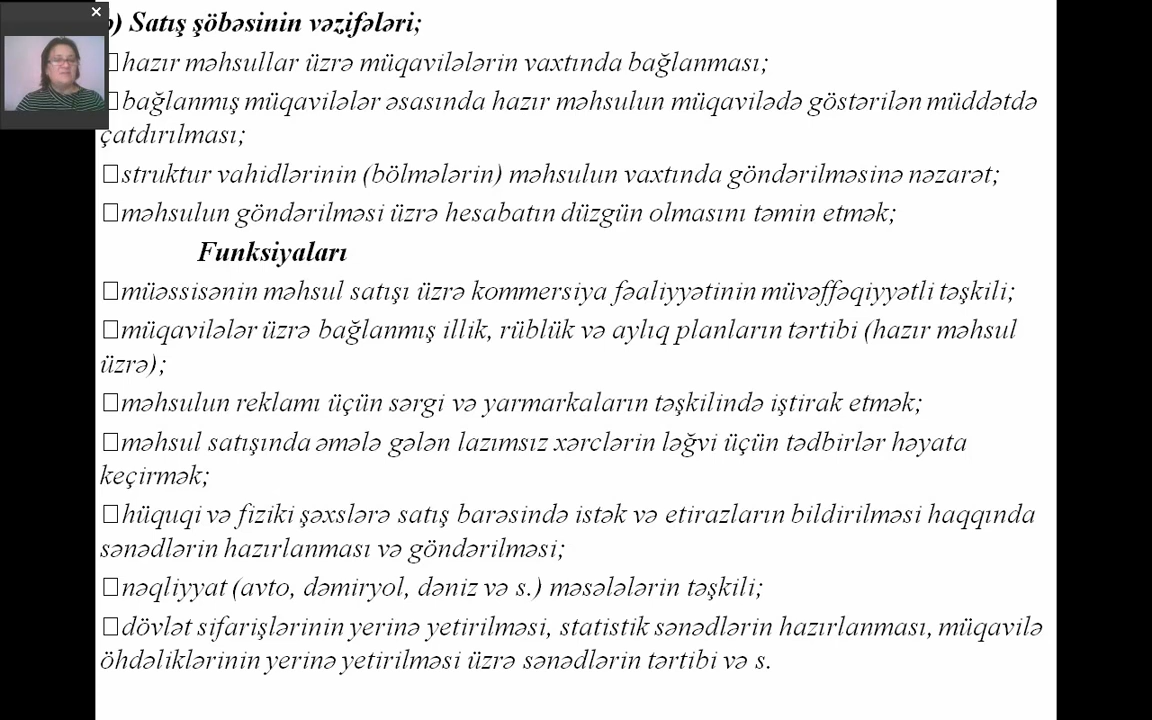 ) Satış şöbəsinin vəzifələri;
□hazır məhsullar üzrə müqavilələrin vaxtında bağlanması;
□bağlanmış müqavilələr əsasında hazır məhsulun müqavilədə göstərilən müddətdə
çatdırılması;
□struktur vahidlərinin (bölmələrin) məhsulun vaxtında göndərilməsinə nəzarət;
□məhsulun göndərilməsi üzrə hesabatın düzgün olmasını təmin etmək;
Funksiyaları
□müəssisənin məhsul satışı üzrə kommersiya fəaliyyətinin müvəffəqiyyətli təşkili;
□müqavilələr üzrə bağlanmış illik, rüblük və aylıq planların tərtibi (hazır məhsul
üzrə);
□məhsulun reklamı üçün sərgi və yarmarkaların təşkilində iştirak etmək;
□məhsul satışında əmələ gələn lazımsız xərclərin ləğvi üçün tədbirlər həyata
keçirmək;
□hüquqi və fiziki şəxslərə satış barəsində istək və etirazların bildirilməsi haqqında
sənədlərin hazırlanması və göndərilməsi;
□nəqliyyat (avto, dəmiryol, dəniz və s.) məsələlərin təşkili;
□dövlət sifarişlərinin yerinə yetirilməsi, statistik sənədlərin hazırlanması, müqavilə
öhdəliklərinin yerinə yetirilməsi üzrə sənədlərin tərtibi və s.